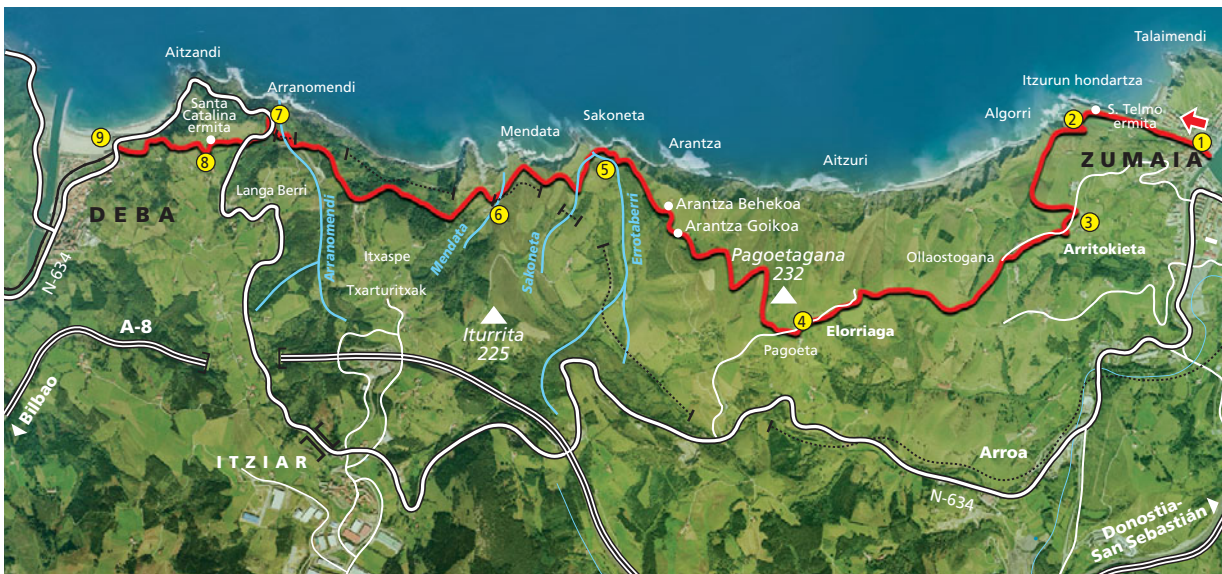 Talaimendi
Aitzandi
Itzurun hondartza
Arranomendi
Santa
Catalina
ermita
7
Algorri
2
S. Telmo
ermita
Sakoneta
Mendata
9
1
Arantza
Aitzuri
ZUMAIA
8
5
Langa Berri
Arantza Behekoa
DEBA
6
3
Arantza Goikoa
Arritokieta
Arranomendi
Mendata
Sakoneta
Errotaberri
Pagoetagana
232
Ollaostogana
Itxaspe
N-634
Txarturitxak
4
Iturrita
225
Elorriaga
Pagoeta
A-8
Bilbao
ITZIAR
Arroa
N-634
Donostia-
San Sebastián